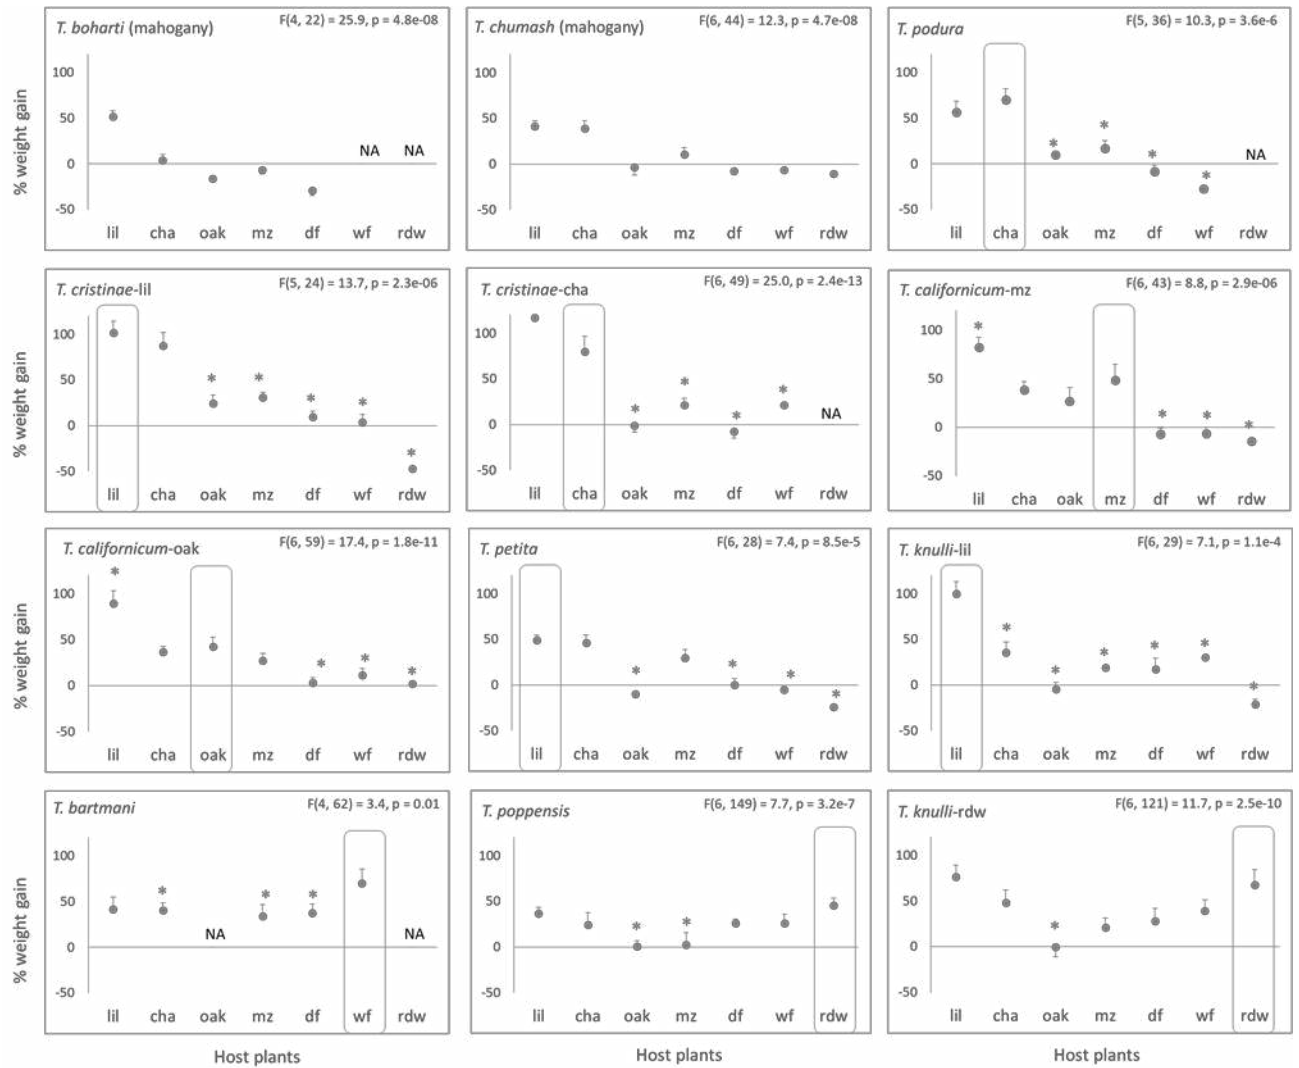 T. boharti (mahogany)
F(4, 22) = 25.9, p = 4.8e-08
% weight gain
100
50
0
-50
NA NA
lil cha oak mz df wf rdw
T. chumash (mahogany)
F(6, 44) = 12.3, p = 4.7e-08
100
50
0
-50
lil cha oak mz df wf rdw
T. podura
F(5, 36) = 10.3, p = 3.6e-6
100
50
0
-50
* * * *
NA
lil cha oak mz df wf rdw
T. cristinae-lil
F(5, 24) = 13.7, p = 2.3e-06
% weight gain
100
50
0
-50
* * * * *
lil cha oak mz df wf rdw
T. cristinae-cha
F(6, 49) = 25.0, p = 2.4e-13
100
50
0
-50
* * * *
NA
lil cha oak mz df wf rdw
T. californicum-mz
F(6, 43) = 8.8, p = 2.9e-06
100
50
0
-50
* * * *
lil cha oak mz df wf rdw
T. californicum-oak
F(6, 59) = 17.4, p = 1.8e-11
% weight gain
100
50
0
-50
* * * *
lil cha oak mz df wf rdw
T. petita
F(6, 28) = 7.4, p = 8.5e-5
100
50
0
-50
* * * *
lil cha oak mz df wf rdw
T. knulli-lil
F(6, 29) = 7.1, p = 1.1e-4
100
50
0
-50
* * * * * *
lil cha oak mz df wf rdw
T. bartmani
F(4, 62) = 3.4, p = 0.01
% weight gain
100
50
0
-50
* * *
NA NA
lil cha oak mz df wf rdw
Host plants
T. poppensis
F(6, 149) = 7.7, p = 3.2e-7
100
50
0
-50
* *
lil cha oak mz df wf rdw
Host plants
T. knulli-rdw
F(6, 121) = 11.7, p = 2.5e-10
100
50
0
-50
*
lil cha oak mz df wf rdw
Host plants